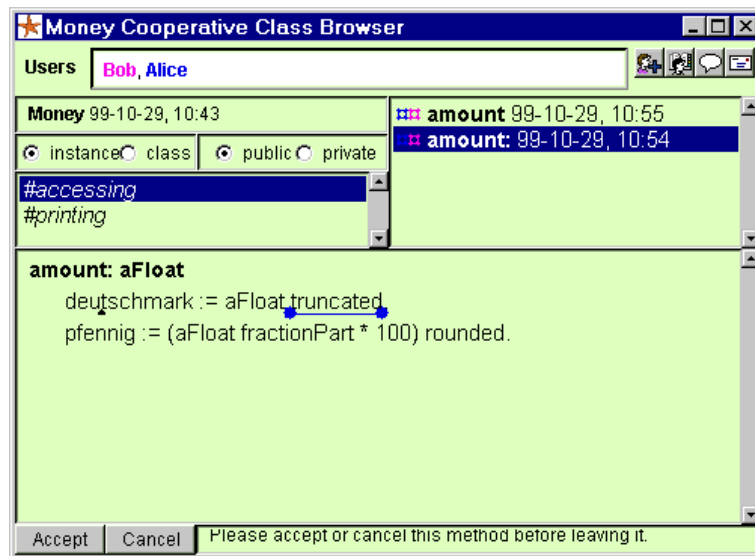 Money Cooperative Class Browser
Users Bob, Alice
Money 99-10-29, 10:43
instance class public private
#accessing
#printing
amount 99-10-29, 10:55
amount: 99-10-29, 10:54
amount: aFloat
deutschmark := aFloat truncated.
pfennig := (aFloat fractionPart * 100) rounded.
Accept Cancel Please accept or cancel this method before leaving it.